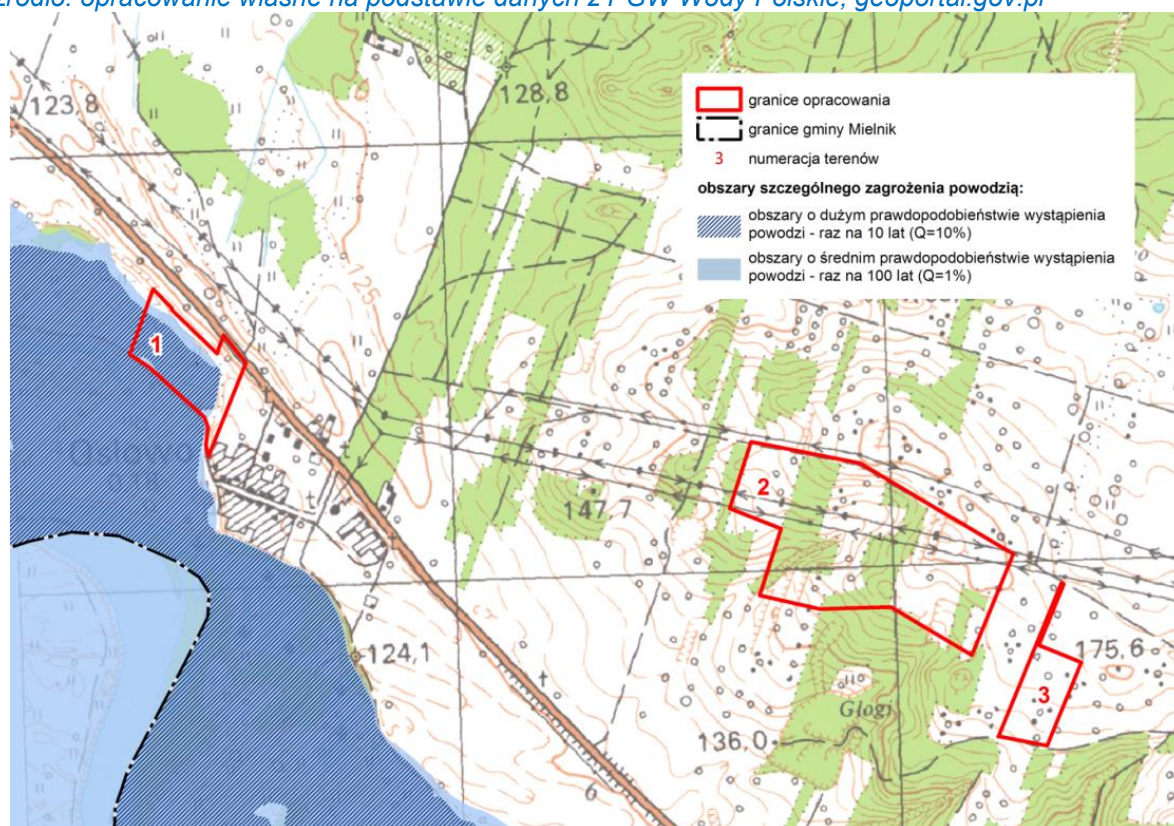 opracowanie własne na podstawie danych ZT GW Wody Polskie, geoportal.gov.pl
123,8
128,8
125
granice opracowania
granice gminy Mielnik
3 numeracja terenów
obszary szczególnego zagrożenia powodzią:
obszary o dużym prawdopodobieństwie wystąpienia
powodzi - raz na 10 lat (Q=10%)
obszary o średnim prawdopodobieństwie wystąpienia
powodzi - raz na 100 lat (Q=1%)
1
2
147,7
124,1
175,6
3
Głogi
136,0
6